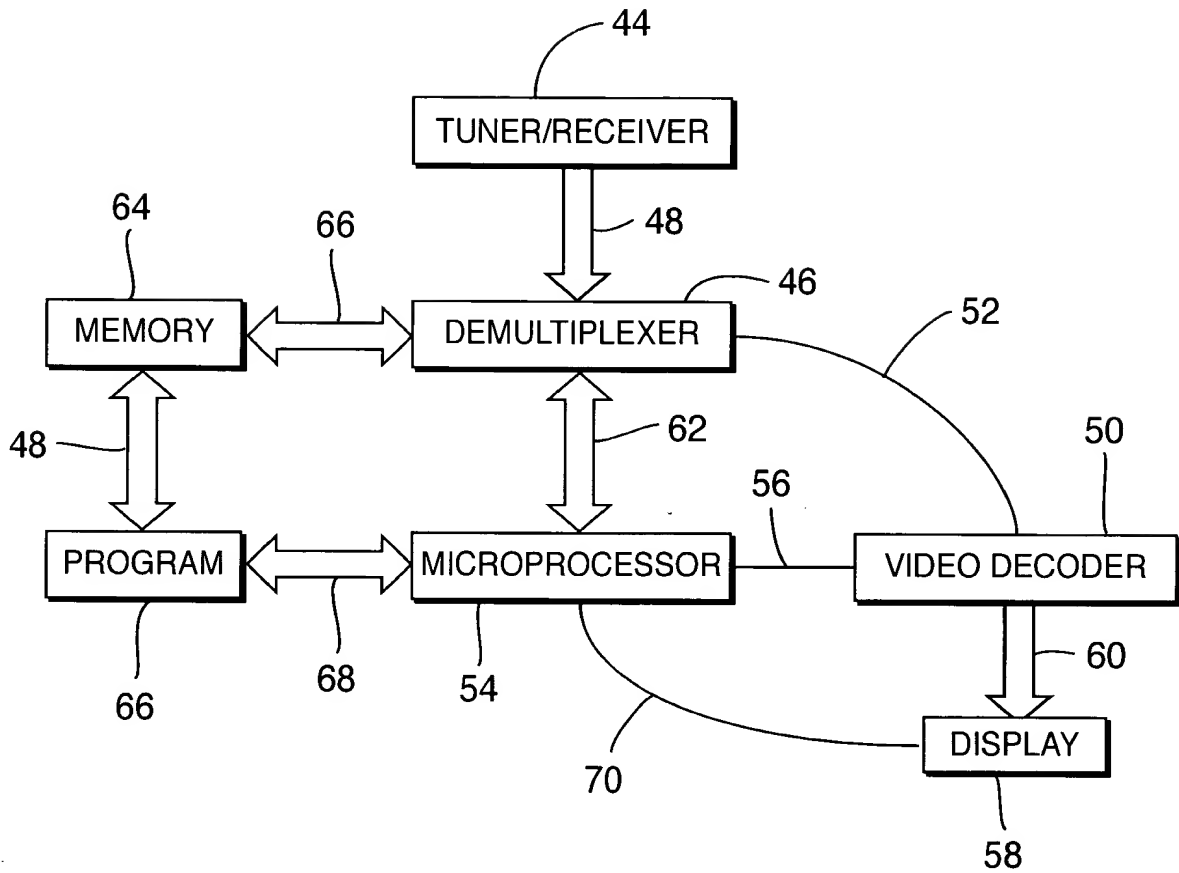 44
TUNER/RECEIVER
48
64
66
46
52
MEMORY
DEMULTIPLEXER
48
62
50
56
PROGRAM
MICROPROCESSOR
VIDEO DECODER
66
68
54
60
70
DISPLAY
58